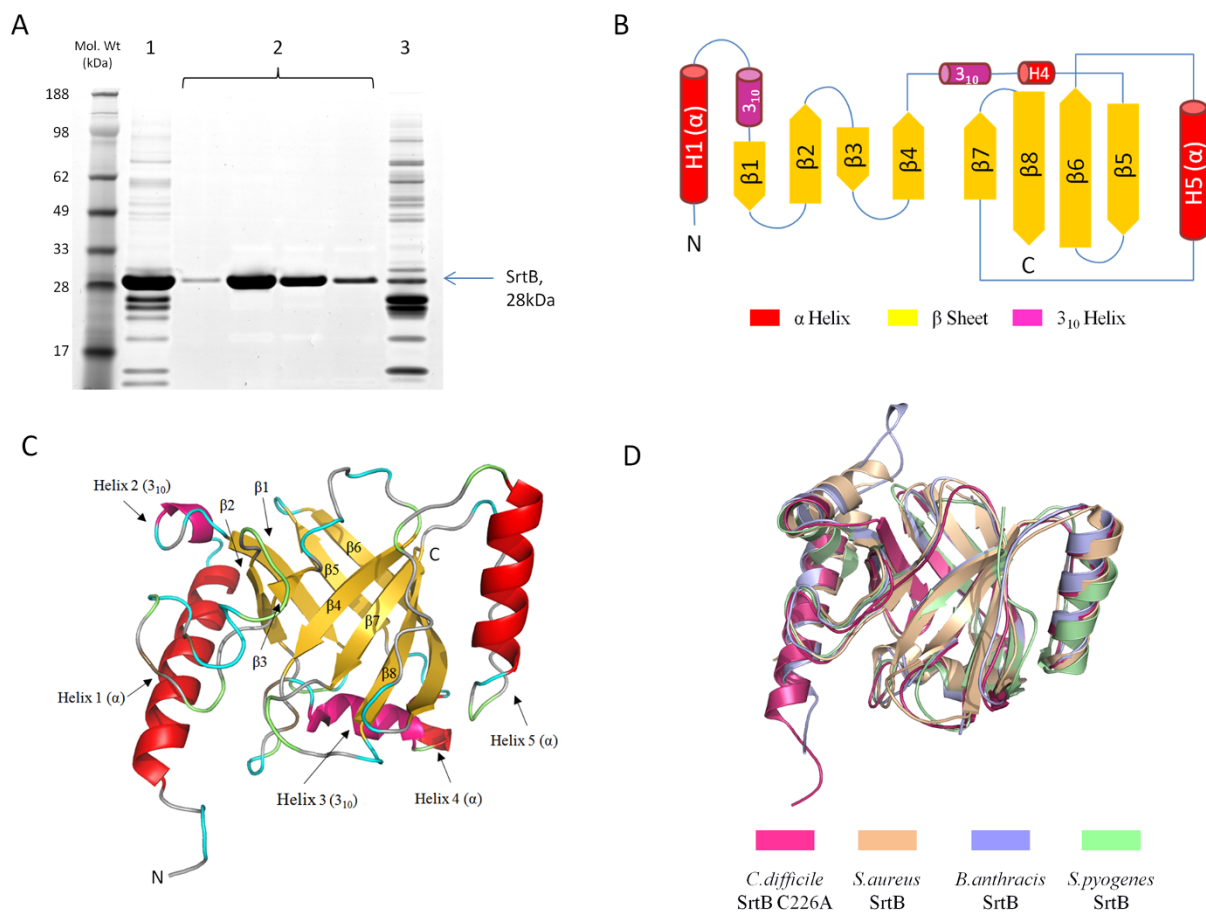 A
Mol. Wt
(kDa)
1
2
3
188
98
62
49
33
28
17
SrtB,
28kDa
B
H1 (α)
3₁₀
β1
β2
β3
β4
3₁₀
H4
β7
β8
β6
β5
H5 (α)
N
C
α Helix
β Sheet
3₁₀ Helix
C
Helix 2 (3₁₀)
β2
β1
β6
β5
C
β4
β7
β3
β8
Helix 1 (α)
Helix 5 (α)
Helix 3 (3₁₀)
Helix 4 (α)
N
D
C.difficile
SrtB C226A
S.aureus
SrtB
B.anthracis
SrtB
S.pyogenes
SrtB